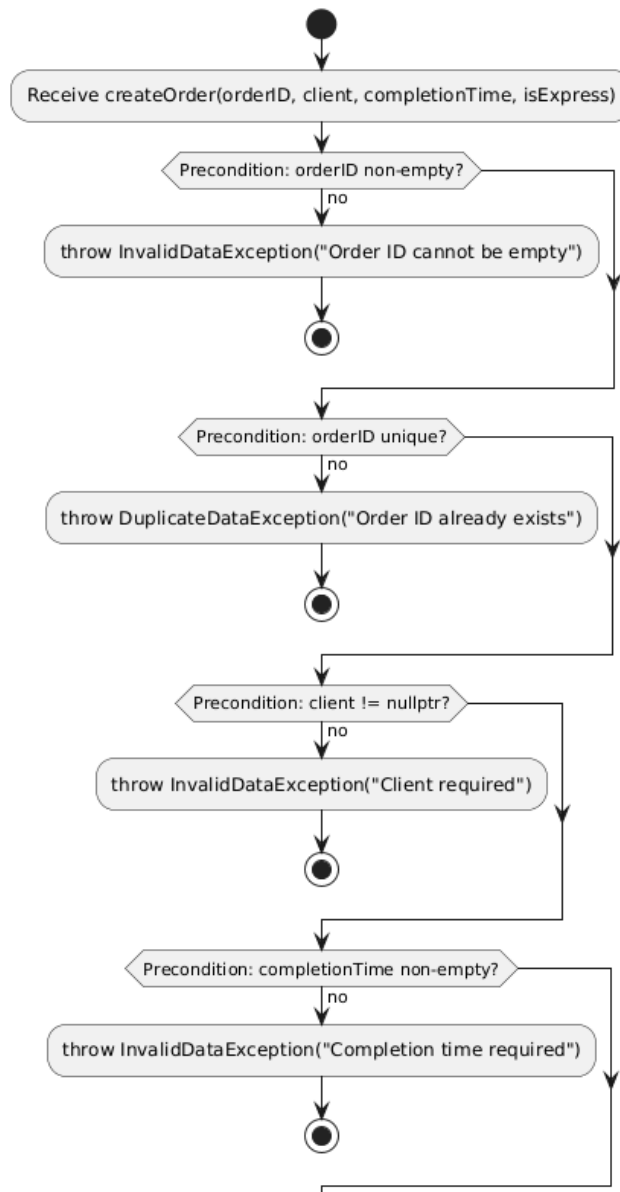 Receive createOrder(orderID, client, completionTime, isExpress)
Precondition: orderID non-empty?
no
throw InvalidDataException("Order ID cannot be empty")
Precondition: orderID unique?
no
throw DuplicateDataException("Order ID already exists")
Precondition: client != nullptr?
no
throw InvalidDataException("Client required")
Precondition: completionTime non-empty?
no
throw InvalidDataException("Completion time required")